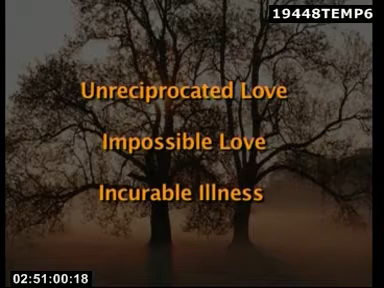 19448TEMP6
Unreciprocated Love
Impossible Love
Incurable Illness
02:51:00:18